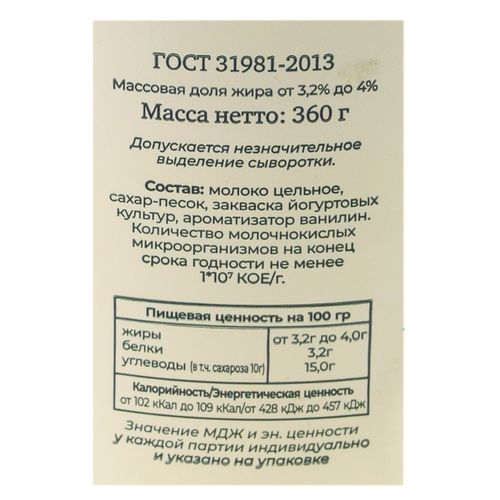 ГОСТ 31981-2013
Массовая доля жира от 3,2% до 4%
Масса нетто: 360 г
Допускается незначительное
выделение сыворотки.
Состав: молоко цельное,
сахар-песок, закваска йогуртовых
культур, ароматизатор ванилин.
Количество молочнокислых
микроорганизмов на конец
срока годности не менее
1*10⁷ КОЕ/г.
Пищевая ценность на 100 гр
жиры от 3,2г до 4,0г
белки 3,2г
углеводы (в т.ч. сахароза 10г) 15,0г
Калорийность/Энергетическая ценность
от 102 кКал до 109 кКал/от 428 кДж до 457 кДж
Значение МДЖ и эн. ценности
у каждой партии индивидуально
и указано на упаковке